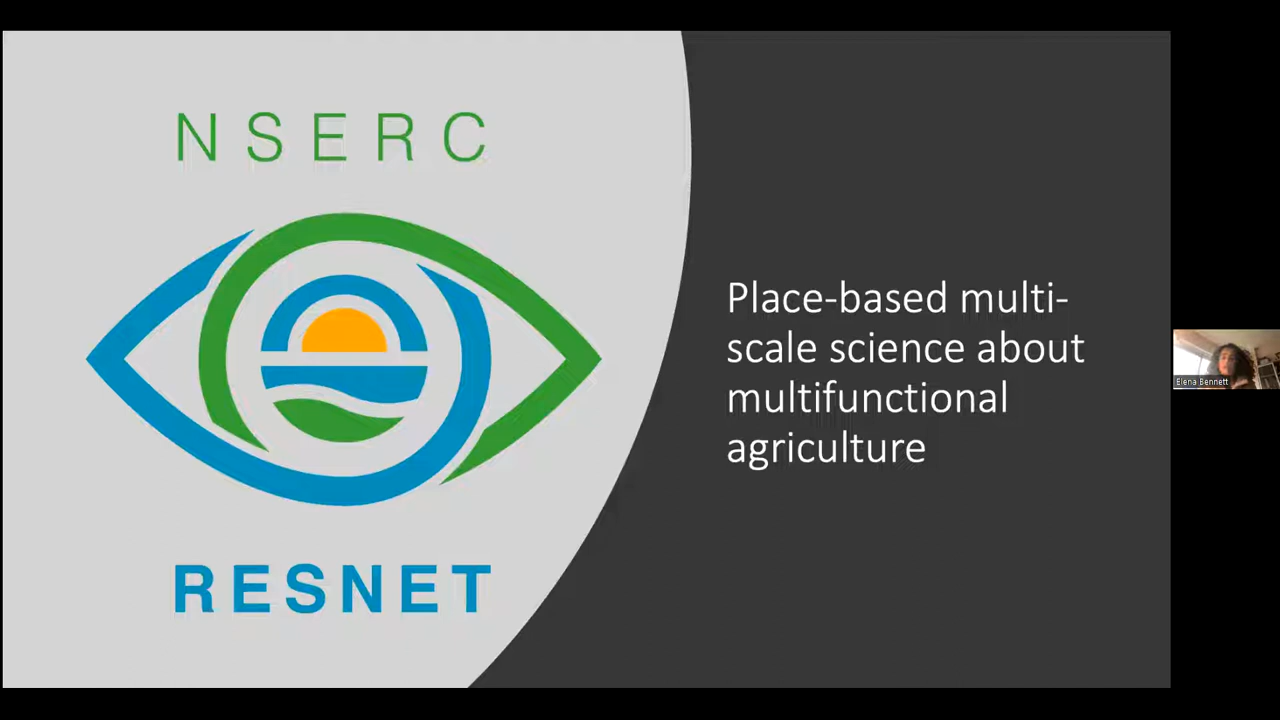 NSERC
RESNET
Place-based multi-
scale science about
multifunctional
agriculture
Elena Bennett